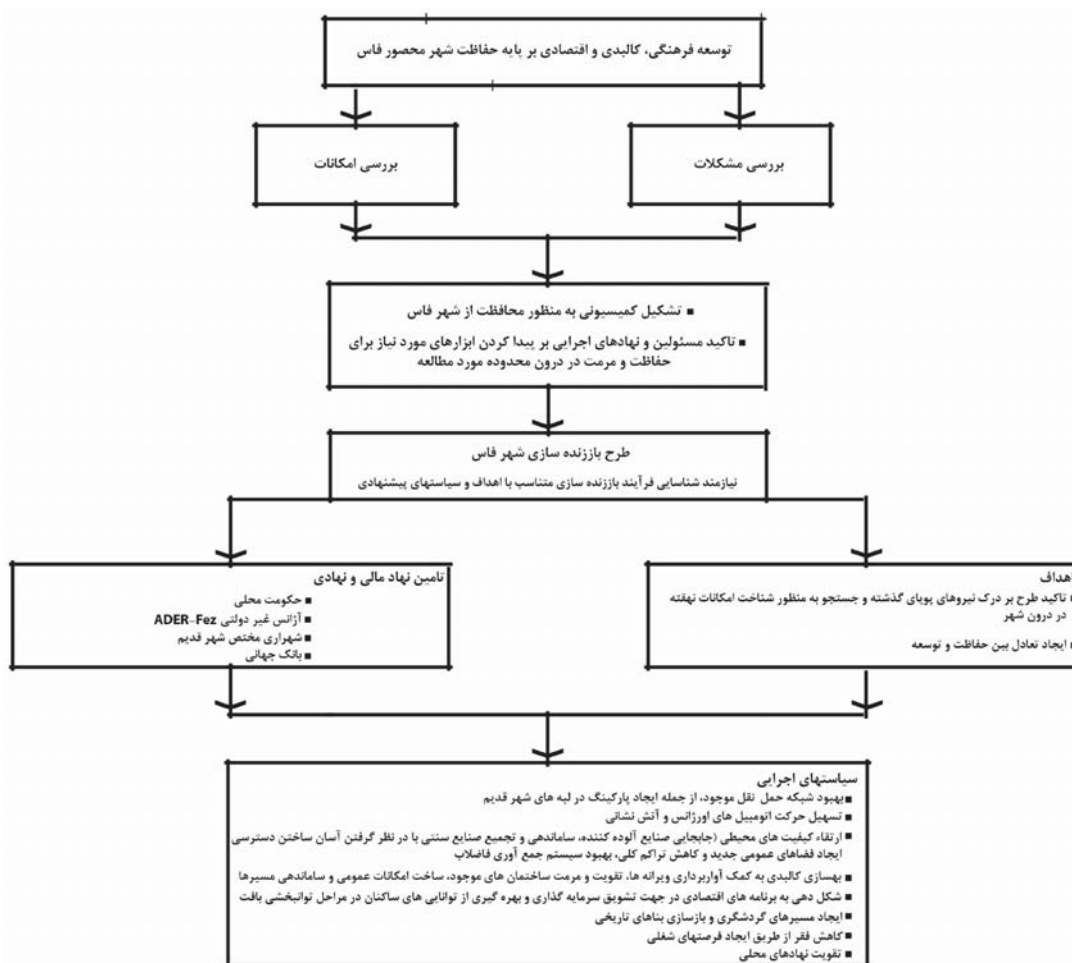 توسعه فرهنگی، کالبدی و اقتصادی بر پایه حفاظت شهر محصور فاس
بررسی مشکلات
بررسی امکانات
■ تشکیل کمیسیونی به منظور محافظت از شهر فاس
■ تاکید مسئولین و نهادهای اجرایی بر پیدا کردن ابزارهای مورد نیاز برای
حفاظت و مرمت در درون محدوده مورد مطالعه
طرح باززنده سازی شهر فاس
نیازمند شناسایی فرآیند باززنده سازی متناسب با اهداف و سیاستهای پیشنهادی
اهداف
■ تاکید طرح بر درک نیروهای پویای گذشته و جستجو به منظور شناخت امکانات نهفته
در درون شهر
■ ایجاد تعادل بین حفاظت و توسعه
تامین نهاد مالی و نهادی
■ حکومت محلی
■ آژانس غیر دولتی ADER-Fez
■ شهراری مختص شهر قدیم
■ بانک جهانی
سیاستهای اجرایی
■ بهبود شبکه حمل نقل موجود، از جمله ایجاد پارکینگ در لبه های شهر قدیم
■ تسهیل حرکت اتومبیل های اورژانس و آتش نشانی
■ ارتقاء کیفیت های محیطی (جابجایی صنایع آلوده کننده، ساماندهی و تجمیع صنایع سنتی با در نظر گرفتن آسان ساختن دسترسی
ایجاد فضاهای عمومی جدید و کاهش تراکم کلی، بهبود سیستم جمع آوری فاضلاب
■ بهسازی کالبدی به کمک آواربرداری ویرانه ها، تقویت و مرمت ساختمان های موجود، ساخت امکانات عمومی و ساماندهی مسیرها
■ شکل دهی به برنامه های اقتصادی در جهت تشویق سرمایه گذاری و بهره گیری از توانایی های ساکنان در مراحل توانبخشی بافت
■ ایجاد مسیرهای گردشگری و بازسازی بناهای تاریخی
■ کاهش فقر از طریق ایجاد فرصتهای شغلی
■ تقویت نهادهای محلی